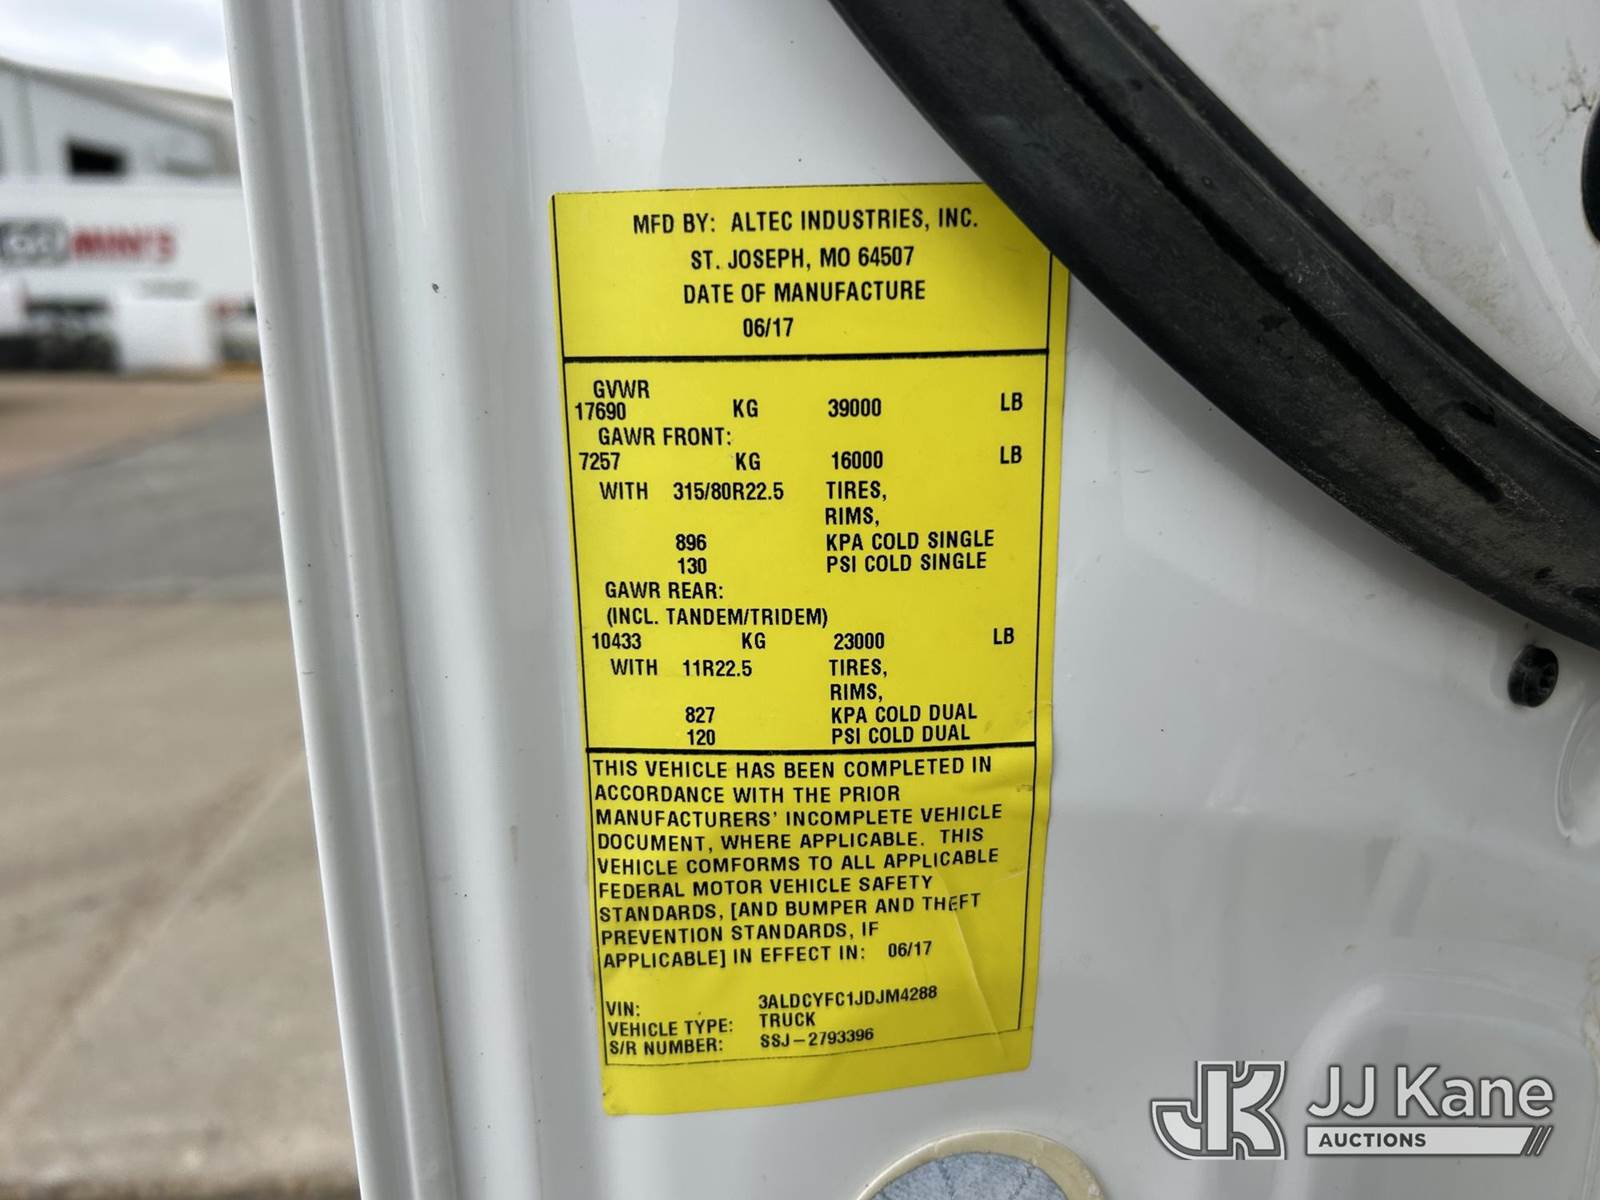 MFD BY: ALTEC INDUSTRIES, INC.
ST. JOSEPH, MO 64507
DATE OF MANUFACTURE
06/17
GVWR
17690 KG 39000 LB
GAWR FRONT:
7257 KG 16000 LB
WITH 315/80R22.5 TIRES,
RIMS,
896 KPA COLD SINGLE
130 PSI COLD SINGLE
GAWR REAR:
(INCL. TANDEM/TRIDEM)
10433 KG 23000 LB
WITH 11R22.5 TIRES,
RIMS,
827 KPA COLD DUAL
120 PSI COLD DUAL
THIS VEHICLE HAS BEEN COMPLETED IN
ACCORDANCE WITH THE PRIOR
MANUFACTURERS' INCOMPLETE VEHICLE
DOCUMENT, WHERE APPLICABLE. THIS
VEHICLE COMFORMS TO ALL APPLICABLE
FEDERAL MOTOR VEHICLE SAFETY
STANDARDS, [AND BUMPER AND THEFT
PREVENTION STANDARDS, IF
APPLICABLE] IN EFFECT IN: 06/17
VIN: 3ALDCYFC1JDJM4288
VEHICLE TYPE: TRUCK
S/R NUMBER: SSJ-2793396
MINI'S
JK JJ Kane
AUCTIONS